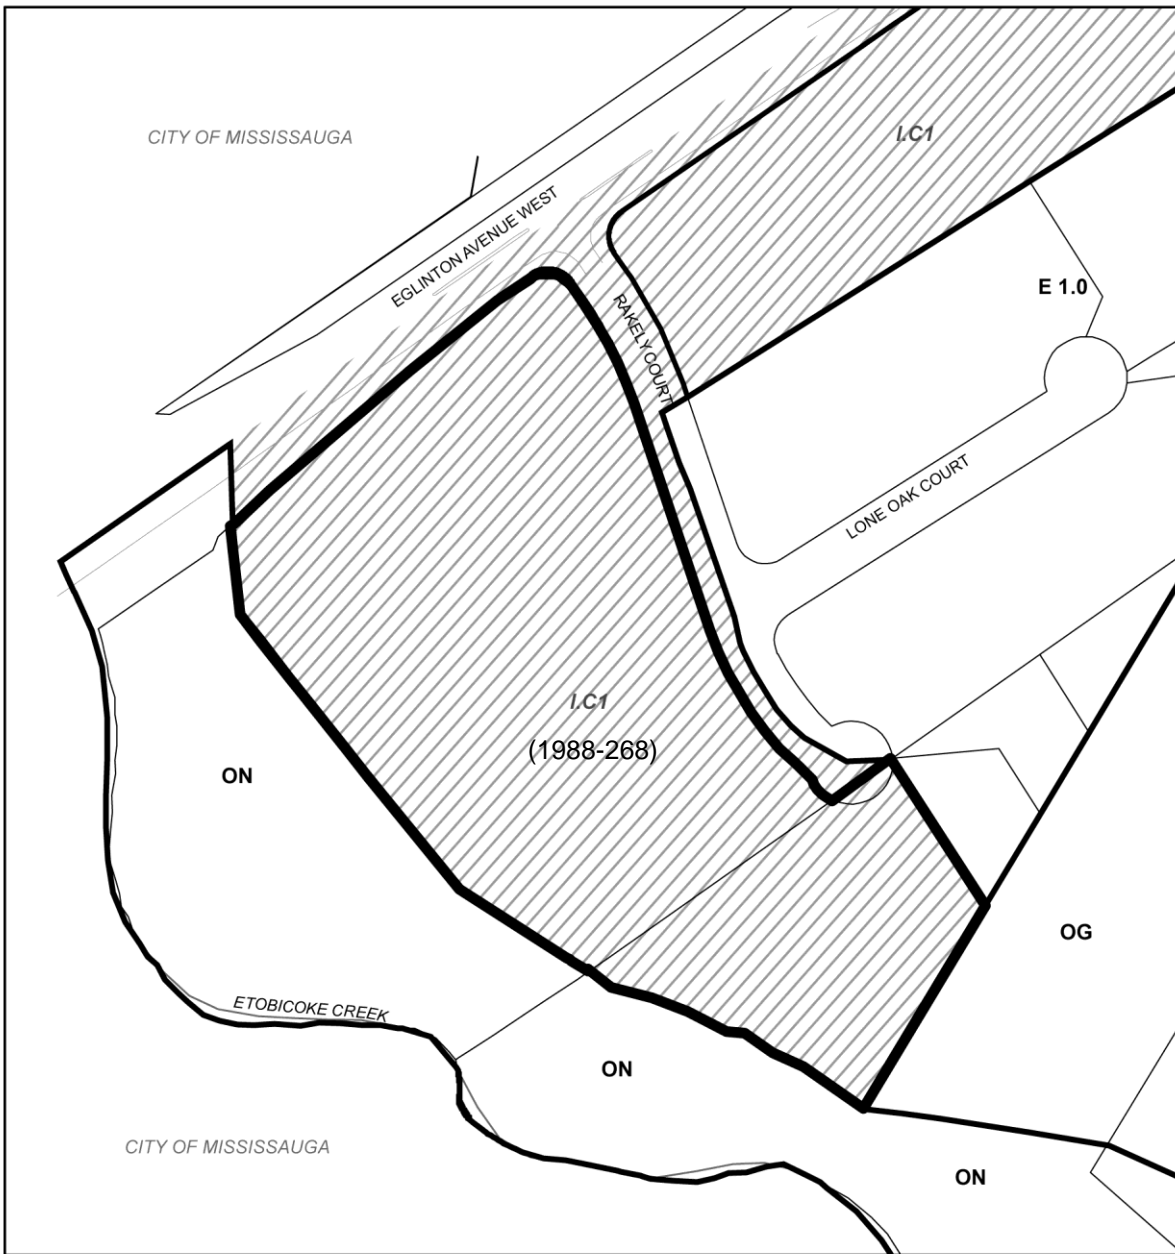 CITY OF MISSISSAUGA
I.C1
EGLINTON AVENUE WEST
E 1.0
RAKELY COURT
LONE OAK COURT
I.C1
(1988-268)
ON
OG
ETOBICOKE CREEK
ON
CITY OF MISSISSAUGA
ON